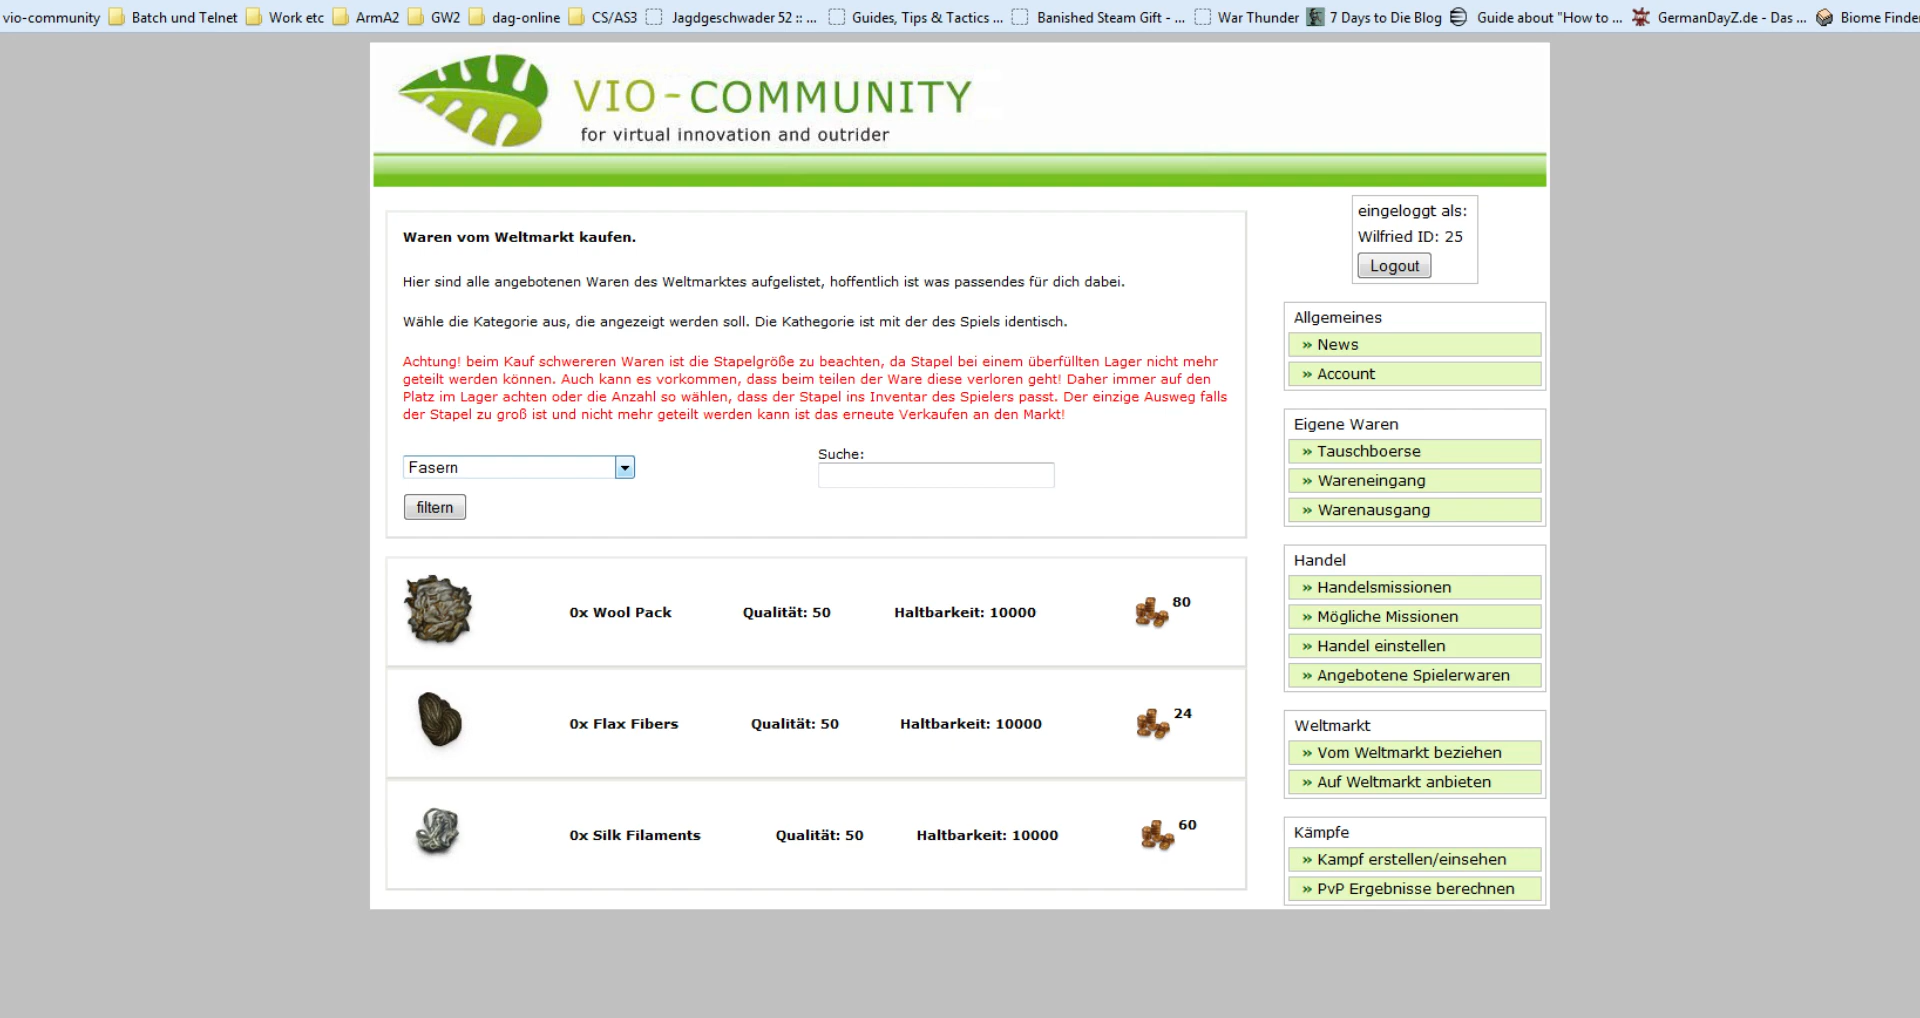 vio-community Batch und Telnet Work etc ArmA2 GW2 dag-online CS/AS3 Jagdgeschwader 52 :: ... Guides, Tips & Tactics ... Banished Steam Gift - ... War Thunder 7 Days to Die Blog Guide about "How to ... GermanDayZ.de - Das ... Biome Finde
VIO-COMMUNITY
for virtual innovation and outrider
Waren vom Weltmarkt kaufen.
Hier sind alle angebotenen Waren des Weltmarktes aufgelistet, hoffentlich ist was passendes für dich dabei.
Wähle die Kategorie aus, die angezeigt werden soll. Die Kathegorie ist mit der des Spiels identisch.
Achtung! beim Kauf schwereren Waren ist die Stapelgröße zu beachten, da Stapel bei einem überfüllten Lager nicht mehr
geteilt werden können. Auch kann es vorkommen, dass beim teilen der Ware diese verloren geht! Daher immer auf den
Platz im Lager achten oder die Anzahl so wählen, dass der Stapel ins Inventar des Spielers passt. Der einzige Ausweg falls
der Stapel zu groß ist und nicht mehr geteilt werden kann ist das erneute Verkaufen an den Markt!
Suche:
Fasern
filtern
0x Wool Pack Qualität: 50 Haltbarkeit: 10000 80
0x Flax Fibers Qualität: 50 Haltbarkeit: 10000 24
0x Silk Filaments Qualität: 50 Haltbarkeit: 10000 60
eingeloggt als:
Wilfried ID: 25
Logout
Allgemeines
» News
» Account
Eigene Waren
» Tauschboerse
» Wareneingang
» Warenausgang
Handel
» Handelsmissionen
» Mögliche Missionen
» Handel einstellen
» Angebotene Spielerwaren
Weltmarkt
» Vom Weltmarkt beziehen
» Auf Weltmarkt anbieten
Kämpfe
» Kampf erstellen/einsehen
» PvP Ergebnisse berechnen